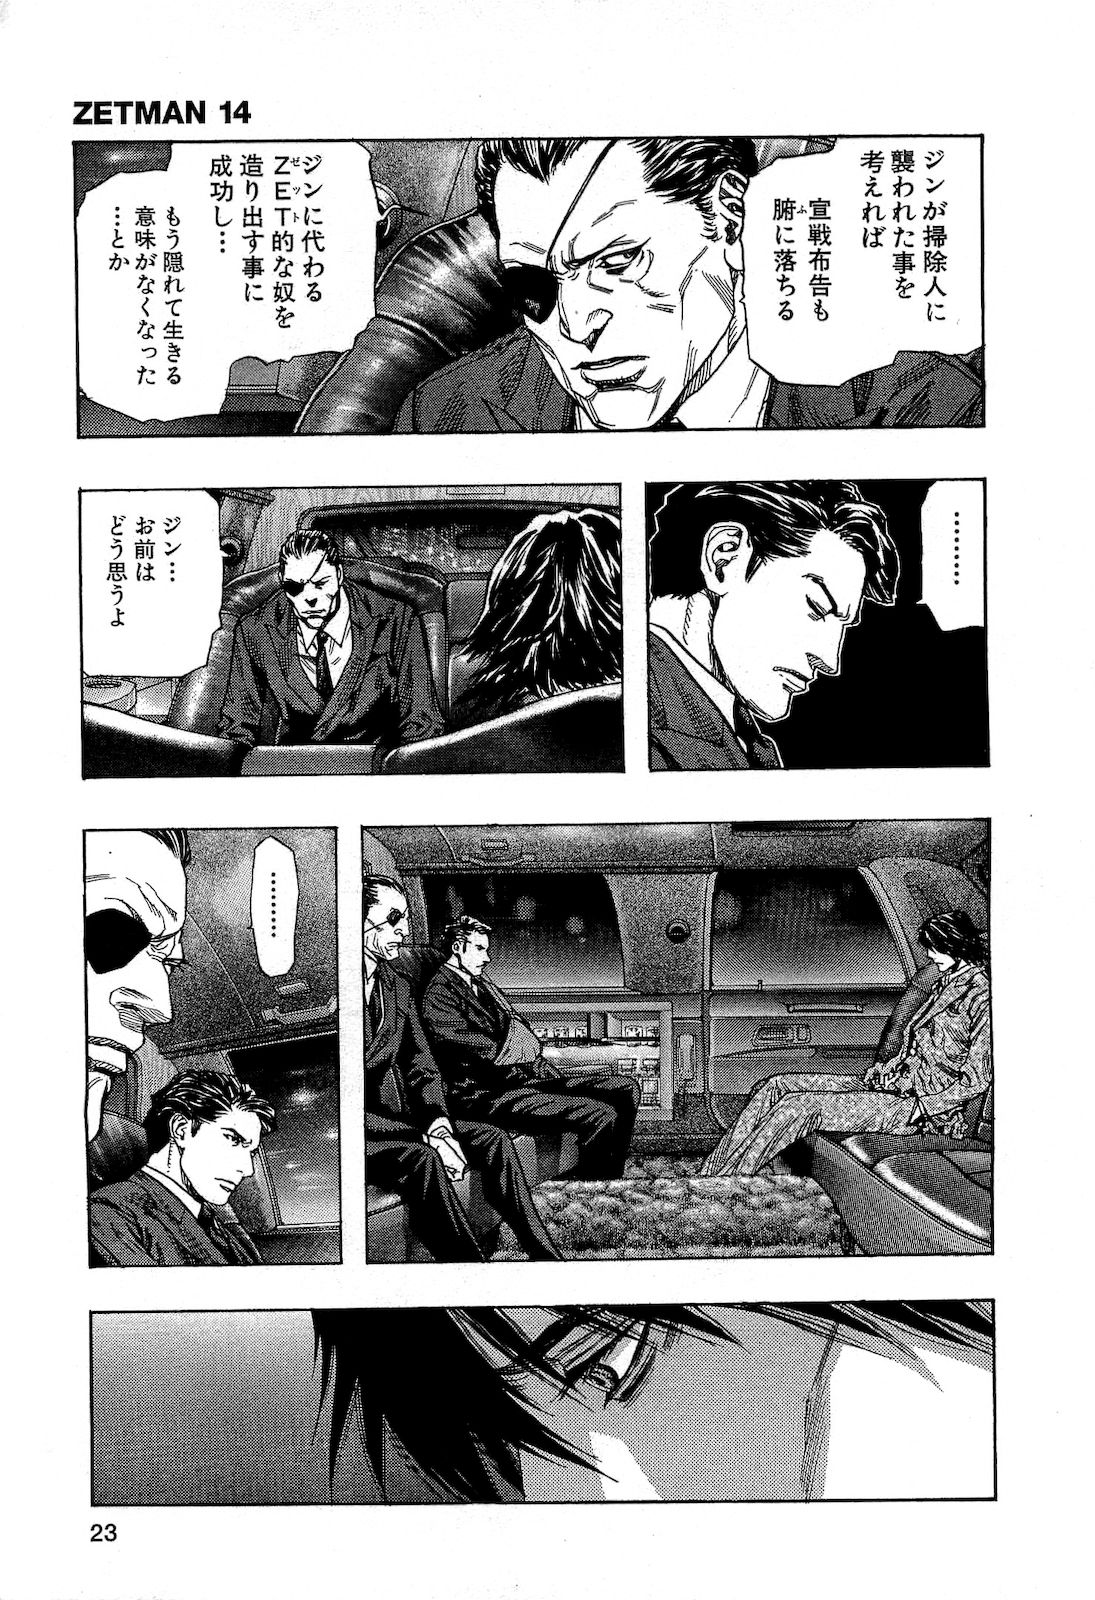 ZETMAN 14
ジンが掃除人に
襲われた事を
考えれば
宣戦布告も
腑に落ちる
ふ
ジンに代わる
ZET的な奴を
ゼット
造り出す事に
成功し…
もう隠れて生きる
意味がなくなった
…とか
………
ジン…
お前は
どう思うよ
………
23